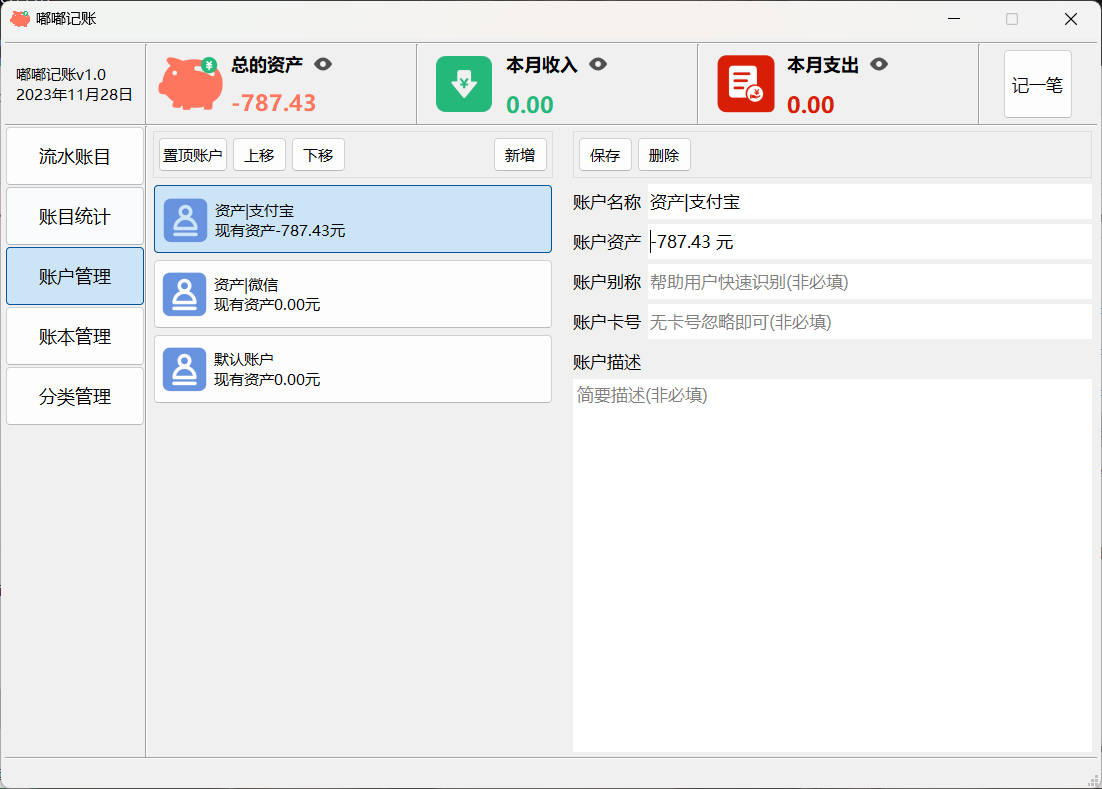 嘟嘟记账
嘟嘟记账v1.0
2023年11月28日
总的资产
-787.43
本月收入
0.00
本月支出
0.00
记一笔
流水账目
账目统计
账户管理
账本管理
分类管理
置顶账户 上移 下移 新增
资产|支付宝
现有资产-787.43元
资产|微信
现有资产0.00元
默认账户
现有资产0.00元
保存 删除
账户名称 资产|支付宝
账户资产 -787.43 元
账户别称 帮助用户快速识别(非必填)
账户卡号 无卡号忽略即可(非必填)
账户描述
简要描述(非必填)